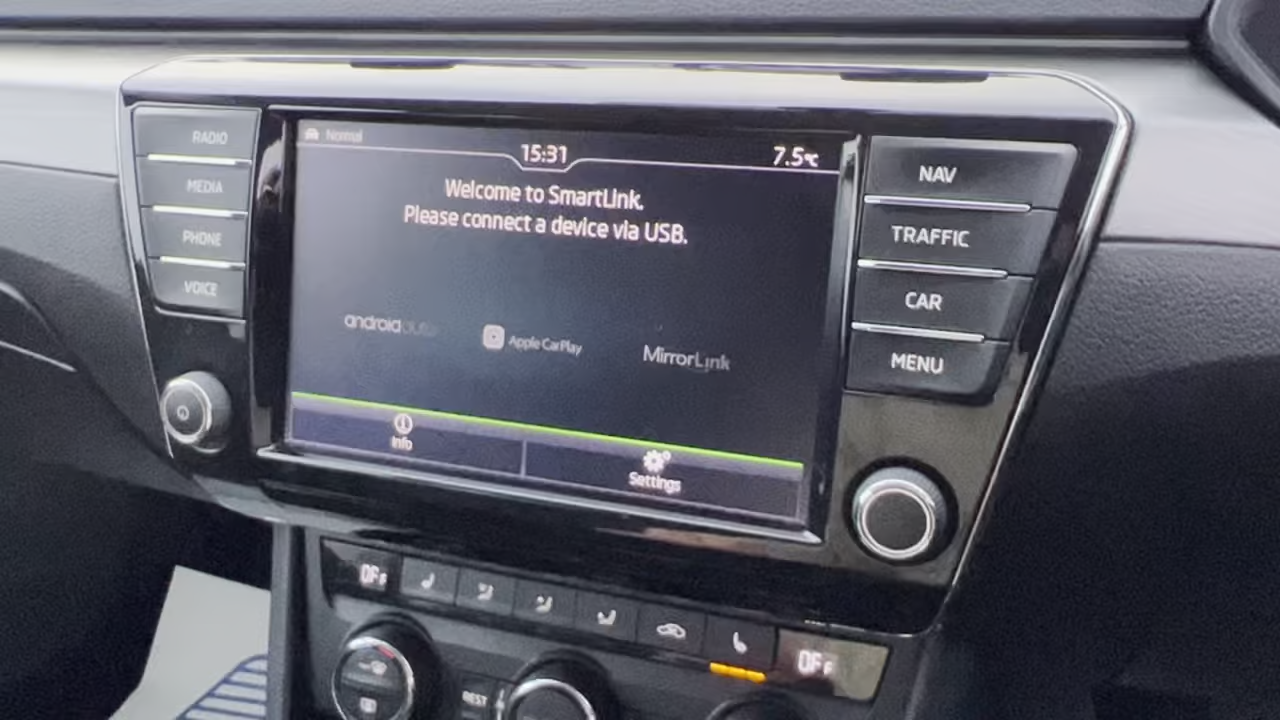 RADIO
MEDIA
PHONE
VOICE
Normal
15:31
7.5°C
Welcome to SmartLink.
Please connect a device via USB.
androidauto
Apple CarPlay
MirrorLink
Info
Settings
NAV
TRAFFIC
CAR
MENU
OFF
OFF
REST